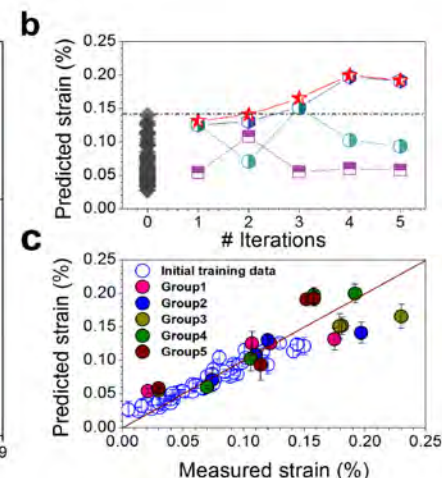 b
Predicted strain (%)
0.25
0.20
0.15
0.10
0.05
0.00
0 1 2 3 4 5
# Iterations
c
Predicted strain (%)
0.25
0.20
0.15
0.10
0.05
0.00
Initial training data
Group1
Group2
Group3
Group4
Group5
0.00 0.05 0.10 0.15 0.20 0.25
Measured strain (%)
9